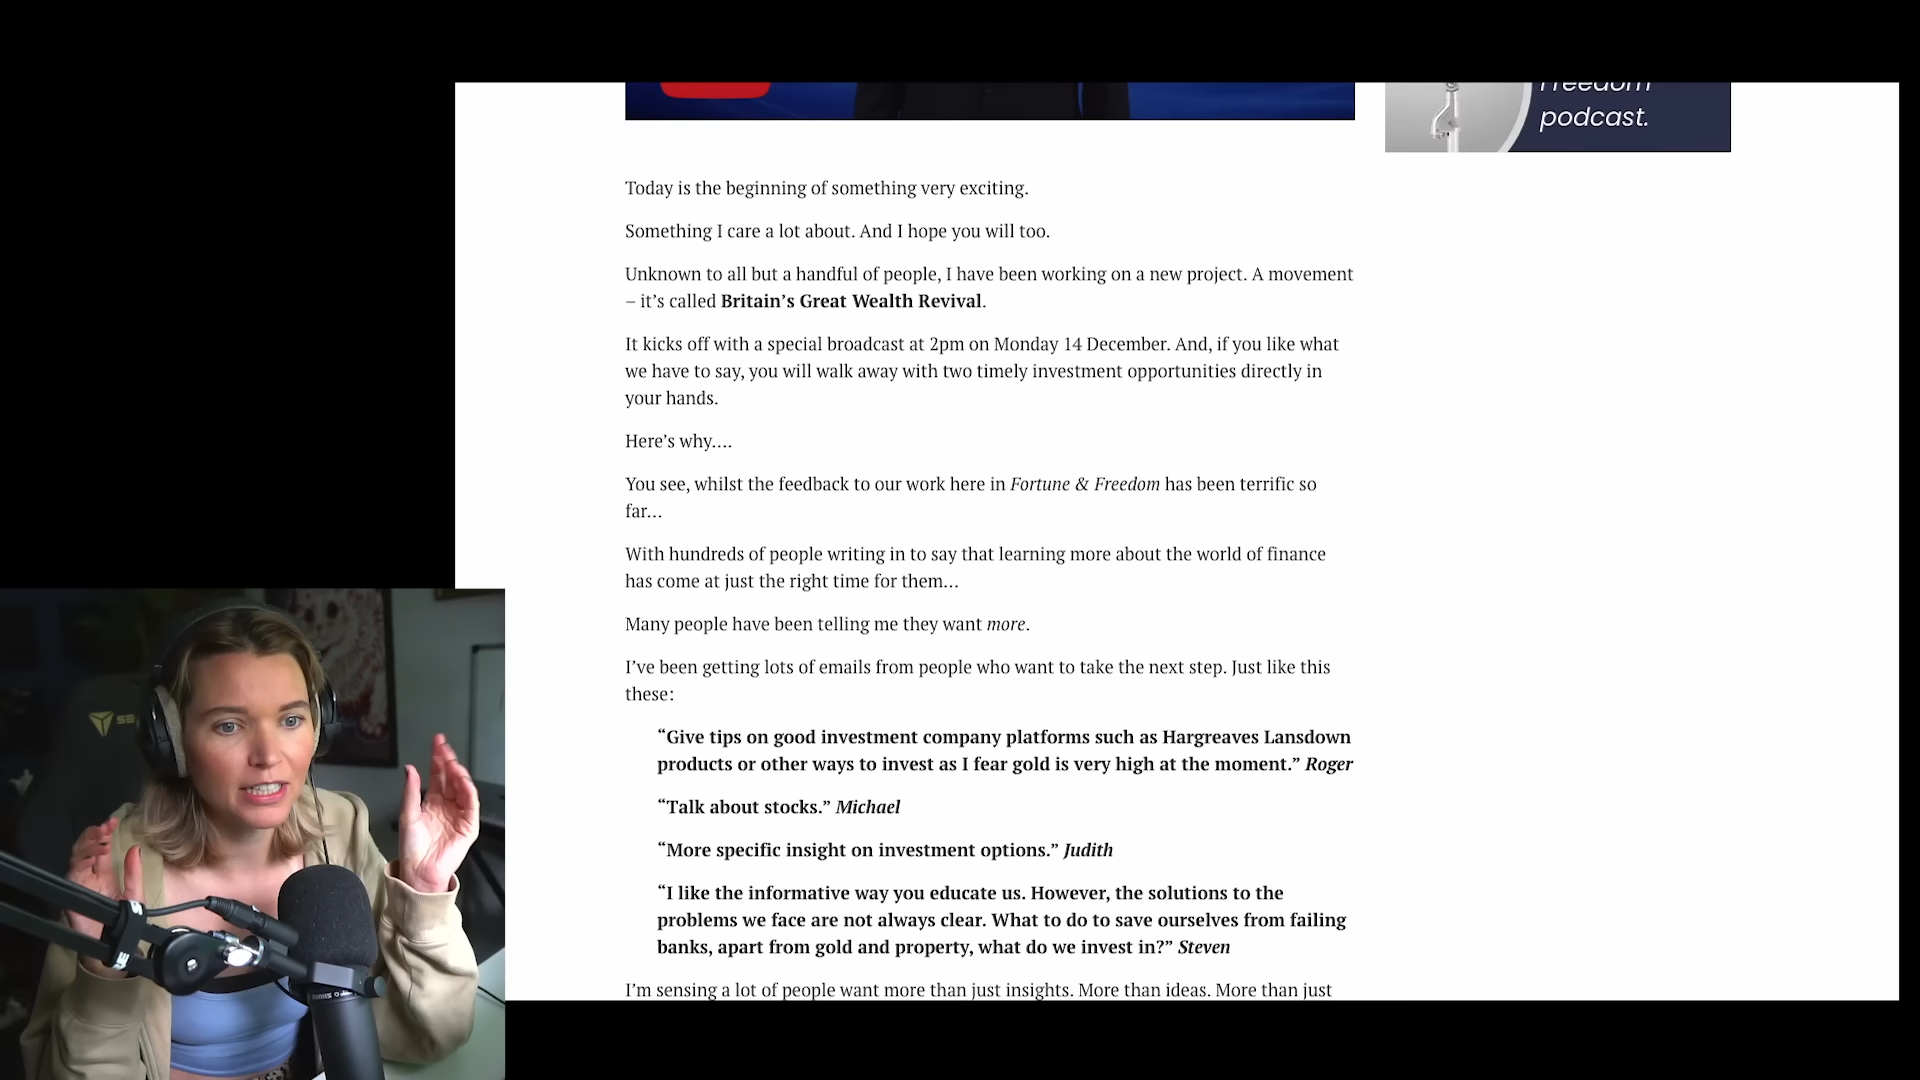 Freedom
podcast.
Today is the beginning of something very exciting.
Something I care a lot about. And I hope you will too.
Unknown to all but a handful of people, I have been working on a new project. A movement
– it’s called Britain’s Great Wealth Revival.
It kicks off with a special broadcast at 2pm on Monday 14 December. And, if you like what
we have to say, you will walk away with two timely investment opportunities directly in
your hands.
Here’s why….
You see, whilst the feedback to our work here in Fortune & Freedom has been terrific so
far…
With hundreds of people writing in to say that learning more about the world of finance
has come at just the right time for them…
Many people have been telling me they want more.
I’ve been getting lots of emails from people who want to take the next step. Just like this
these:
“Give tips on good investment company platforms such as Hargreaves Lansdown
products or other ways to invest as I fear gold is very high at the moment.” Roger
“Talk about stocks.” Michael
“More specific insight on investment options.” Judith
“I like the informative way you educate us. However, the solutions to the
problems we face are not always clear. What to do to save ourselves from failing
banks, apart from gold and property, what do we invest in?” Steven
I’m sensing a lot of people want more than just insights. More than ideas. More than just